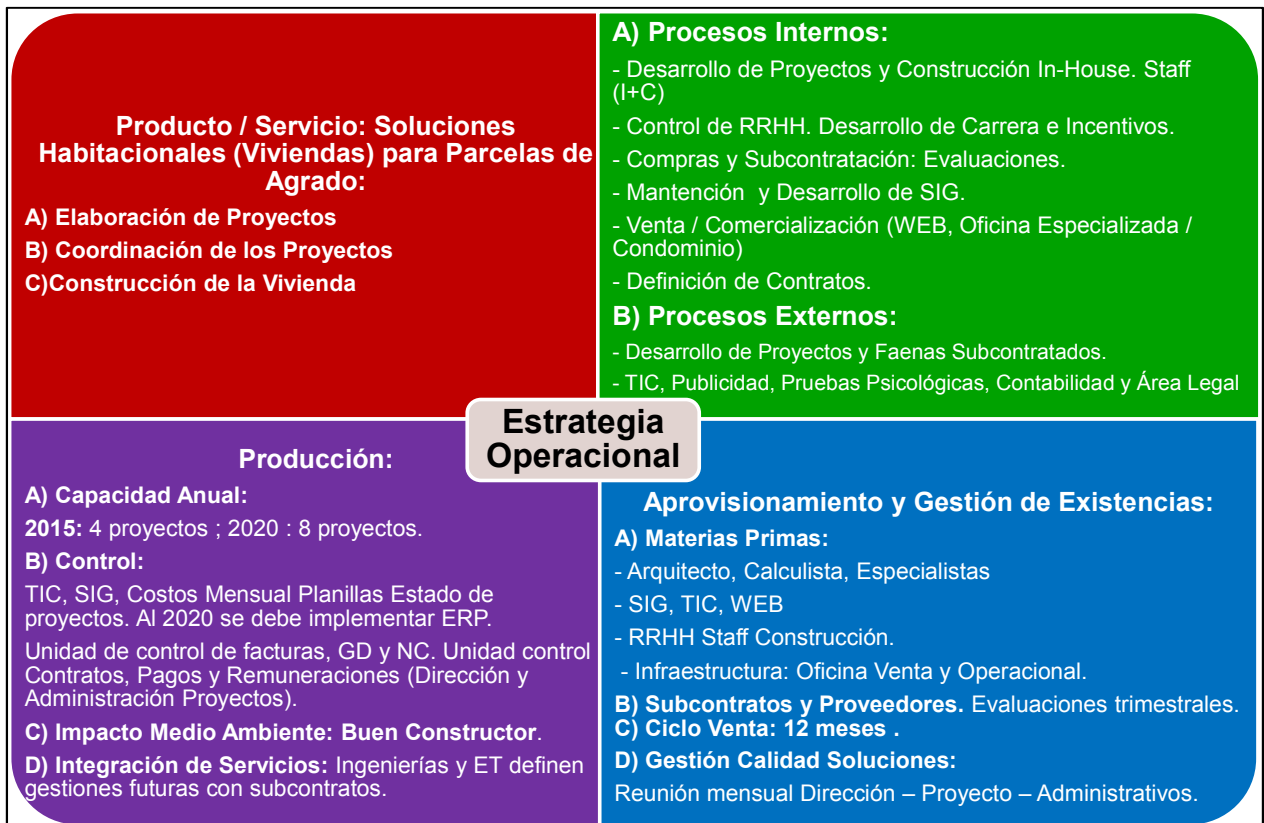 Producto / Servicio: Soluciones
Habitacionales (Viviendas) para Parcelas de
Agrado:
A) Elaboración de Proyectos
B) Coordinación de los Proyectos
C)Construcción de la Vivienda
A) Procesos Internos:
- Desarrollo de Proyectos y Construcción In-House. Staff
(I+C)
- Control de RRHH. Desarrollo de Carrera e Incentivos.
- Compras y Subcontratación: Evaluaciones.
- Mantención y Desarrollo de SIG.
- Venta / Comercialización (WEB, Oficina Especializada /
Condominio)
- Definición de Contratos.
B) Procesos Externos:
- Desarrollo de Proyectos y Faenas Subcontratados.
- TIC, Publicidad, Pruebas Psicológicas, Contabilidad y Área Legal
Estrategia
Operacional
Producción:
A) Capacidad Anual:
2015: 4 proyectos ; 2020 : 8 proyectos.
B) Control:
TIC, SIG, Costos Mensual Planillas Estado de
proyectos. Al 2020 se debe implementar ERP.
Unidad de control de facturas, GD y NC. Unidad control
Contratos, Pagos y Remuneraciones (Dirección y
Administración Proyectos).
C) Impacto Medio Ambiente: Buen Constructor.
D) Integración de Servicios: Ingenierías y ET definen
gestiones futuras con subcontratos.
Aprovisionamiento y Gestión de Existencias:
A) Materias Primas:
- Arquitecto, Calculista, Especialistas
- SIG, TIC, WEB
- RRHH Staff Construcción.
- Infraestructura: Oficina Venta y Operacional.
B) Subcontratos y Proveedores. Evaluaciones trimestrales.
C) Ciclo Venta: 12 meses .
D) Gestión Calidad Soluciones:
Reunión mensual Dirección – Proyecto – Administrativos.